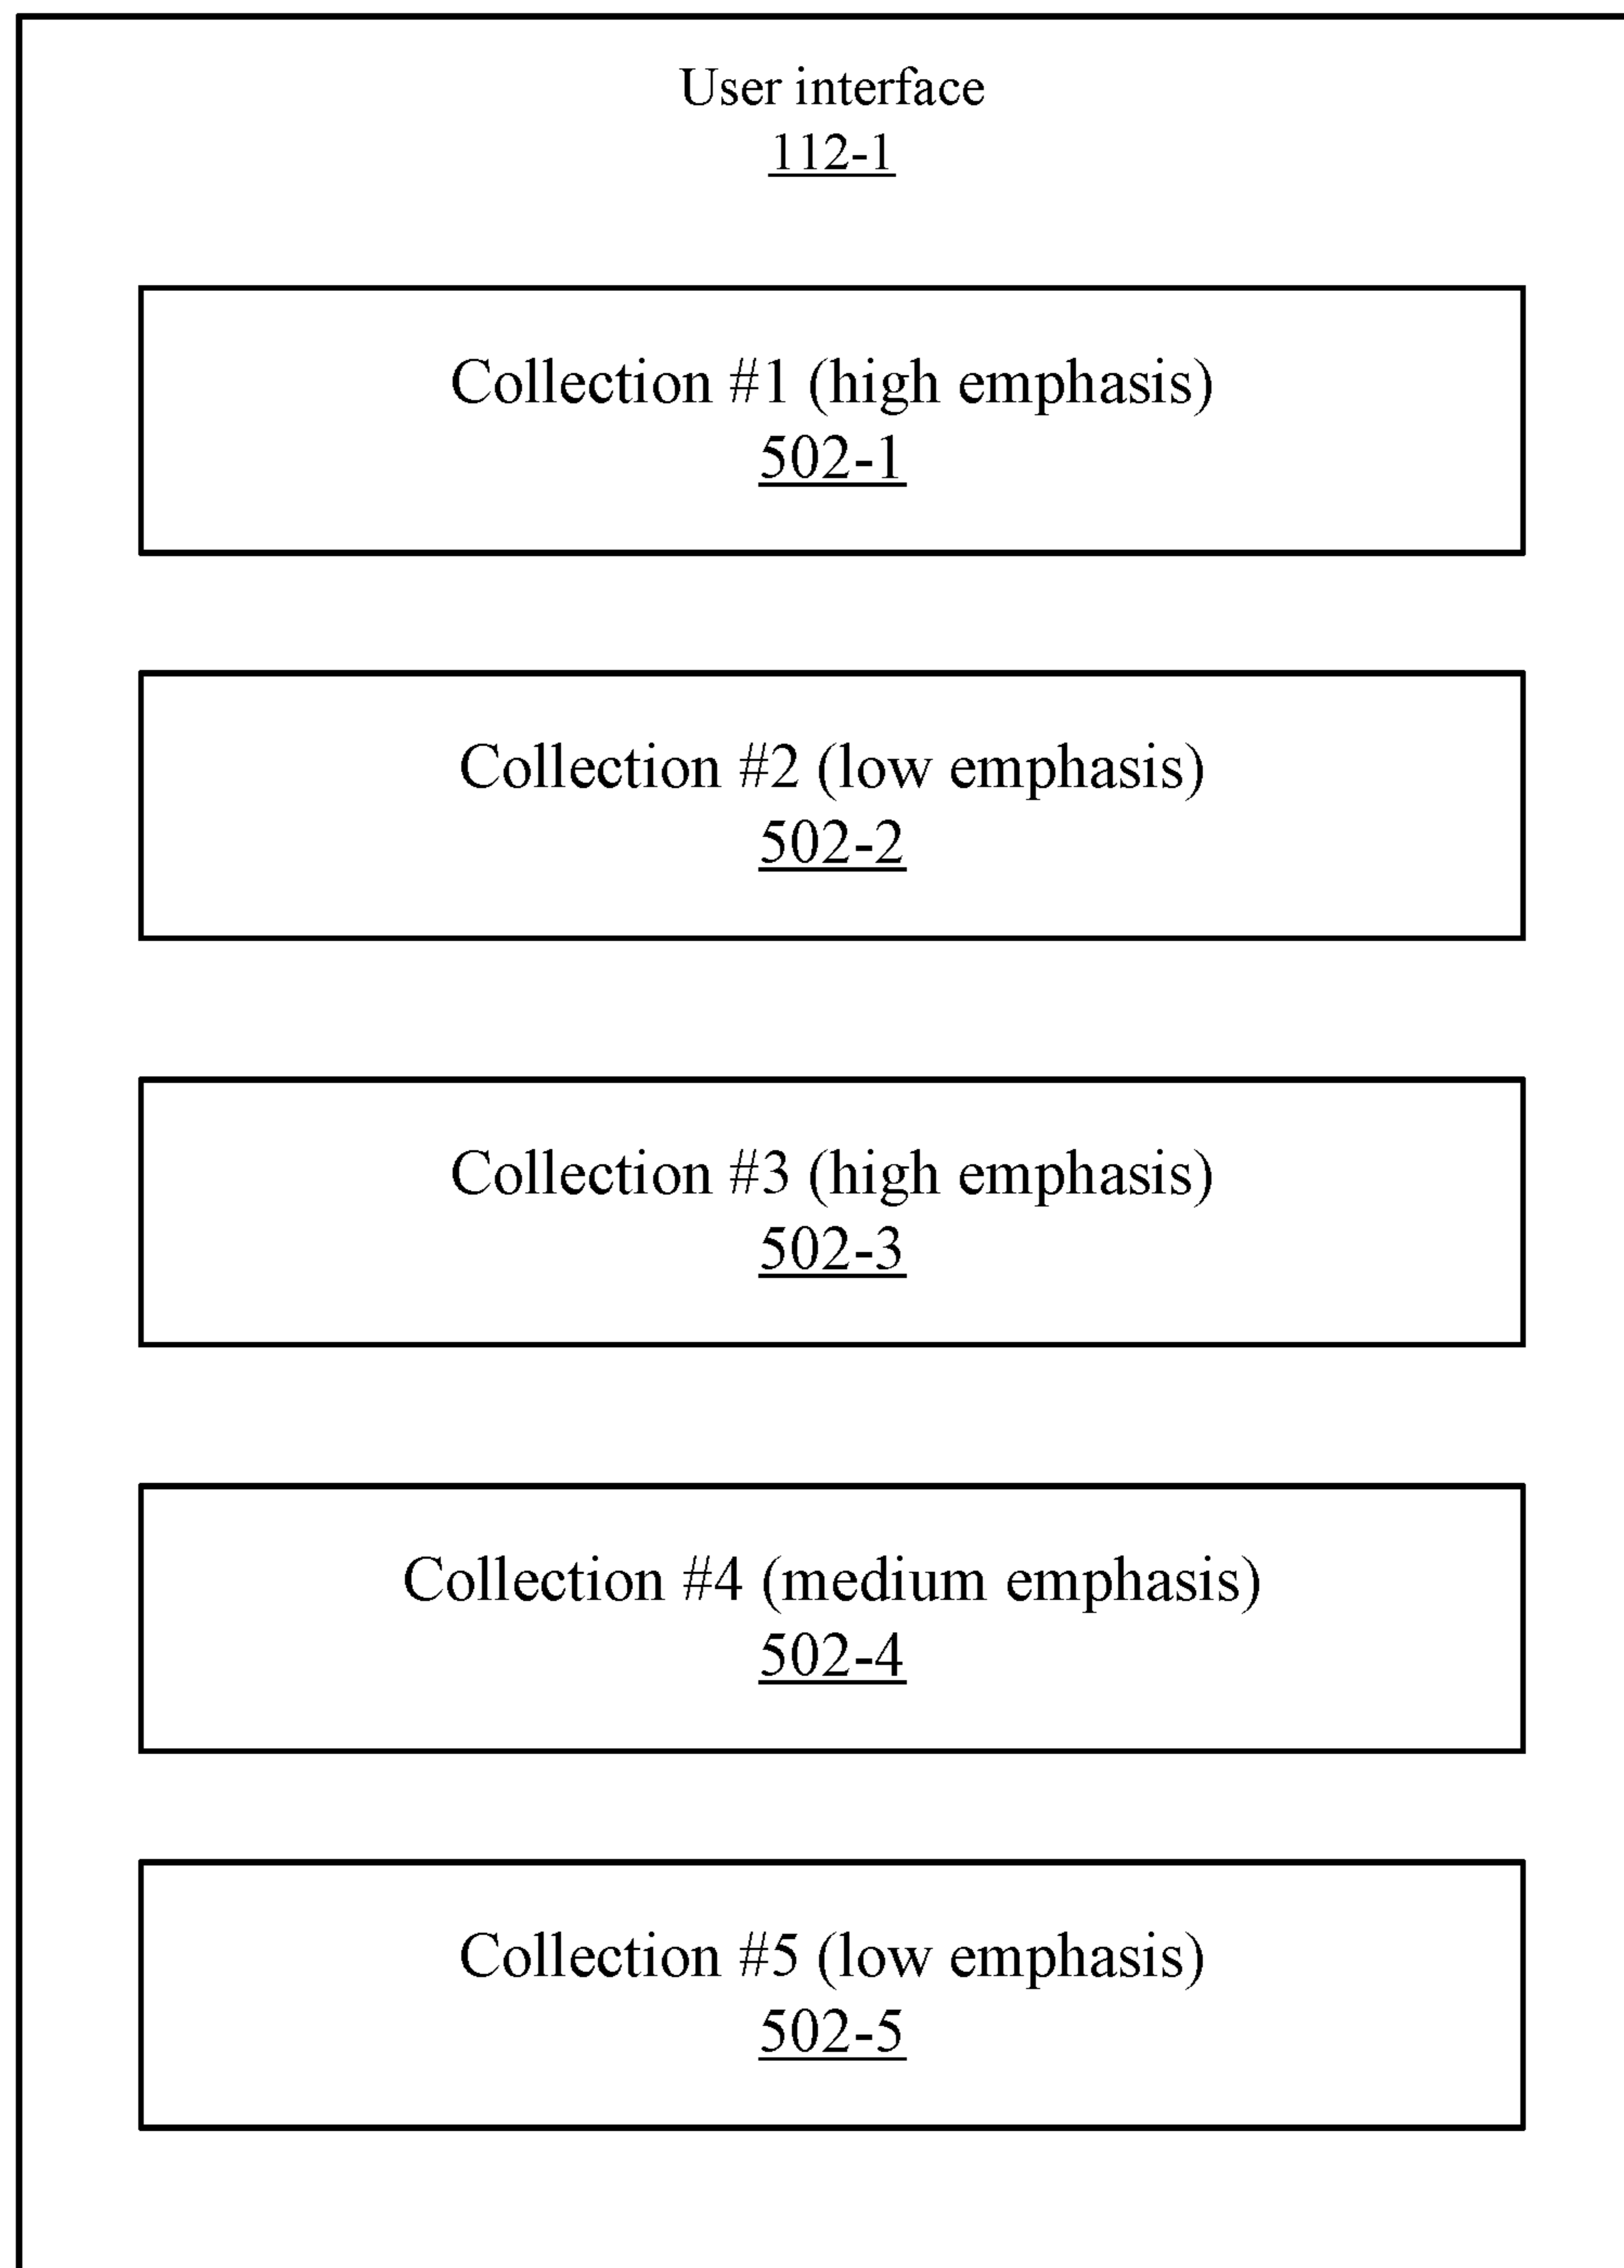 User interface
112-1
Collection #1 (high emphasis)
502-1
Collection #2 (low emphasis)
502-2
Collection #3 (high emphasis)
502-3
Collection #4 (medium emphasis)
502-4
Collection #5 (low emphasis)
502-5